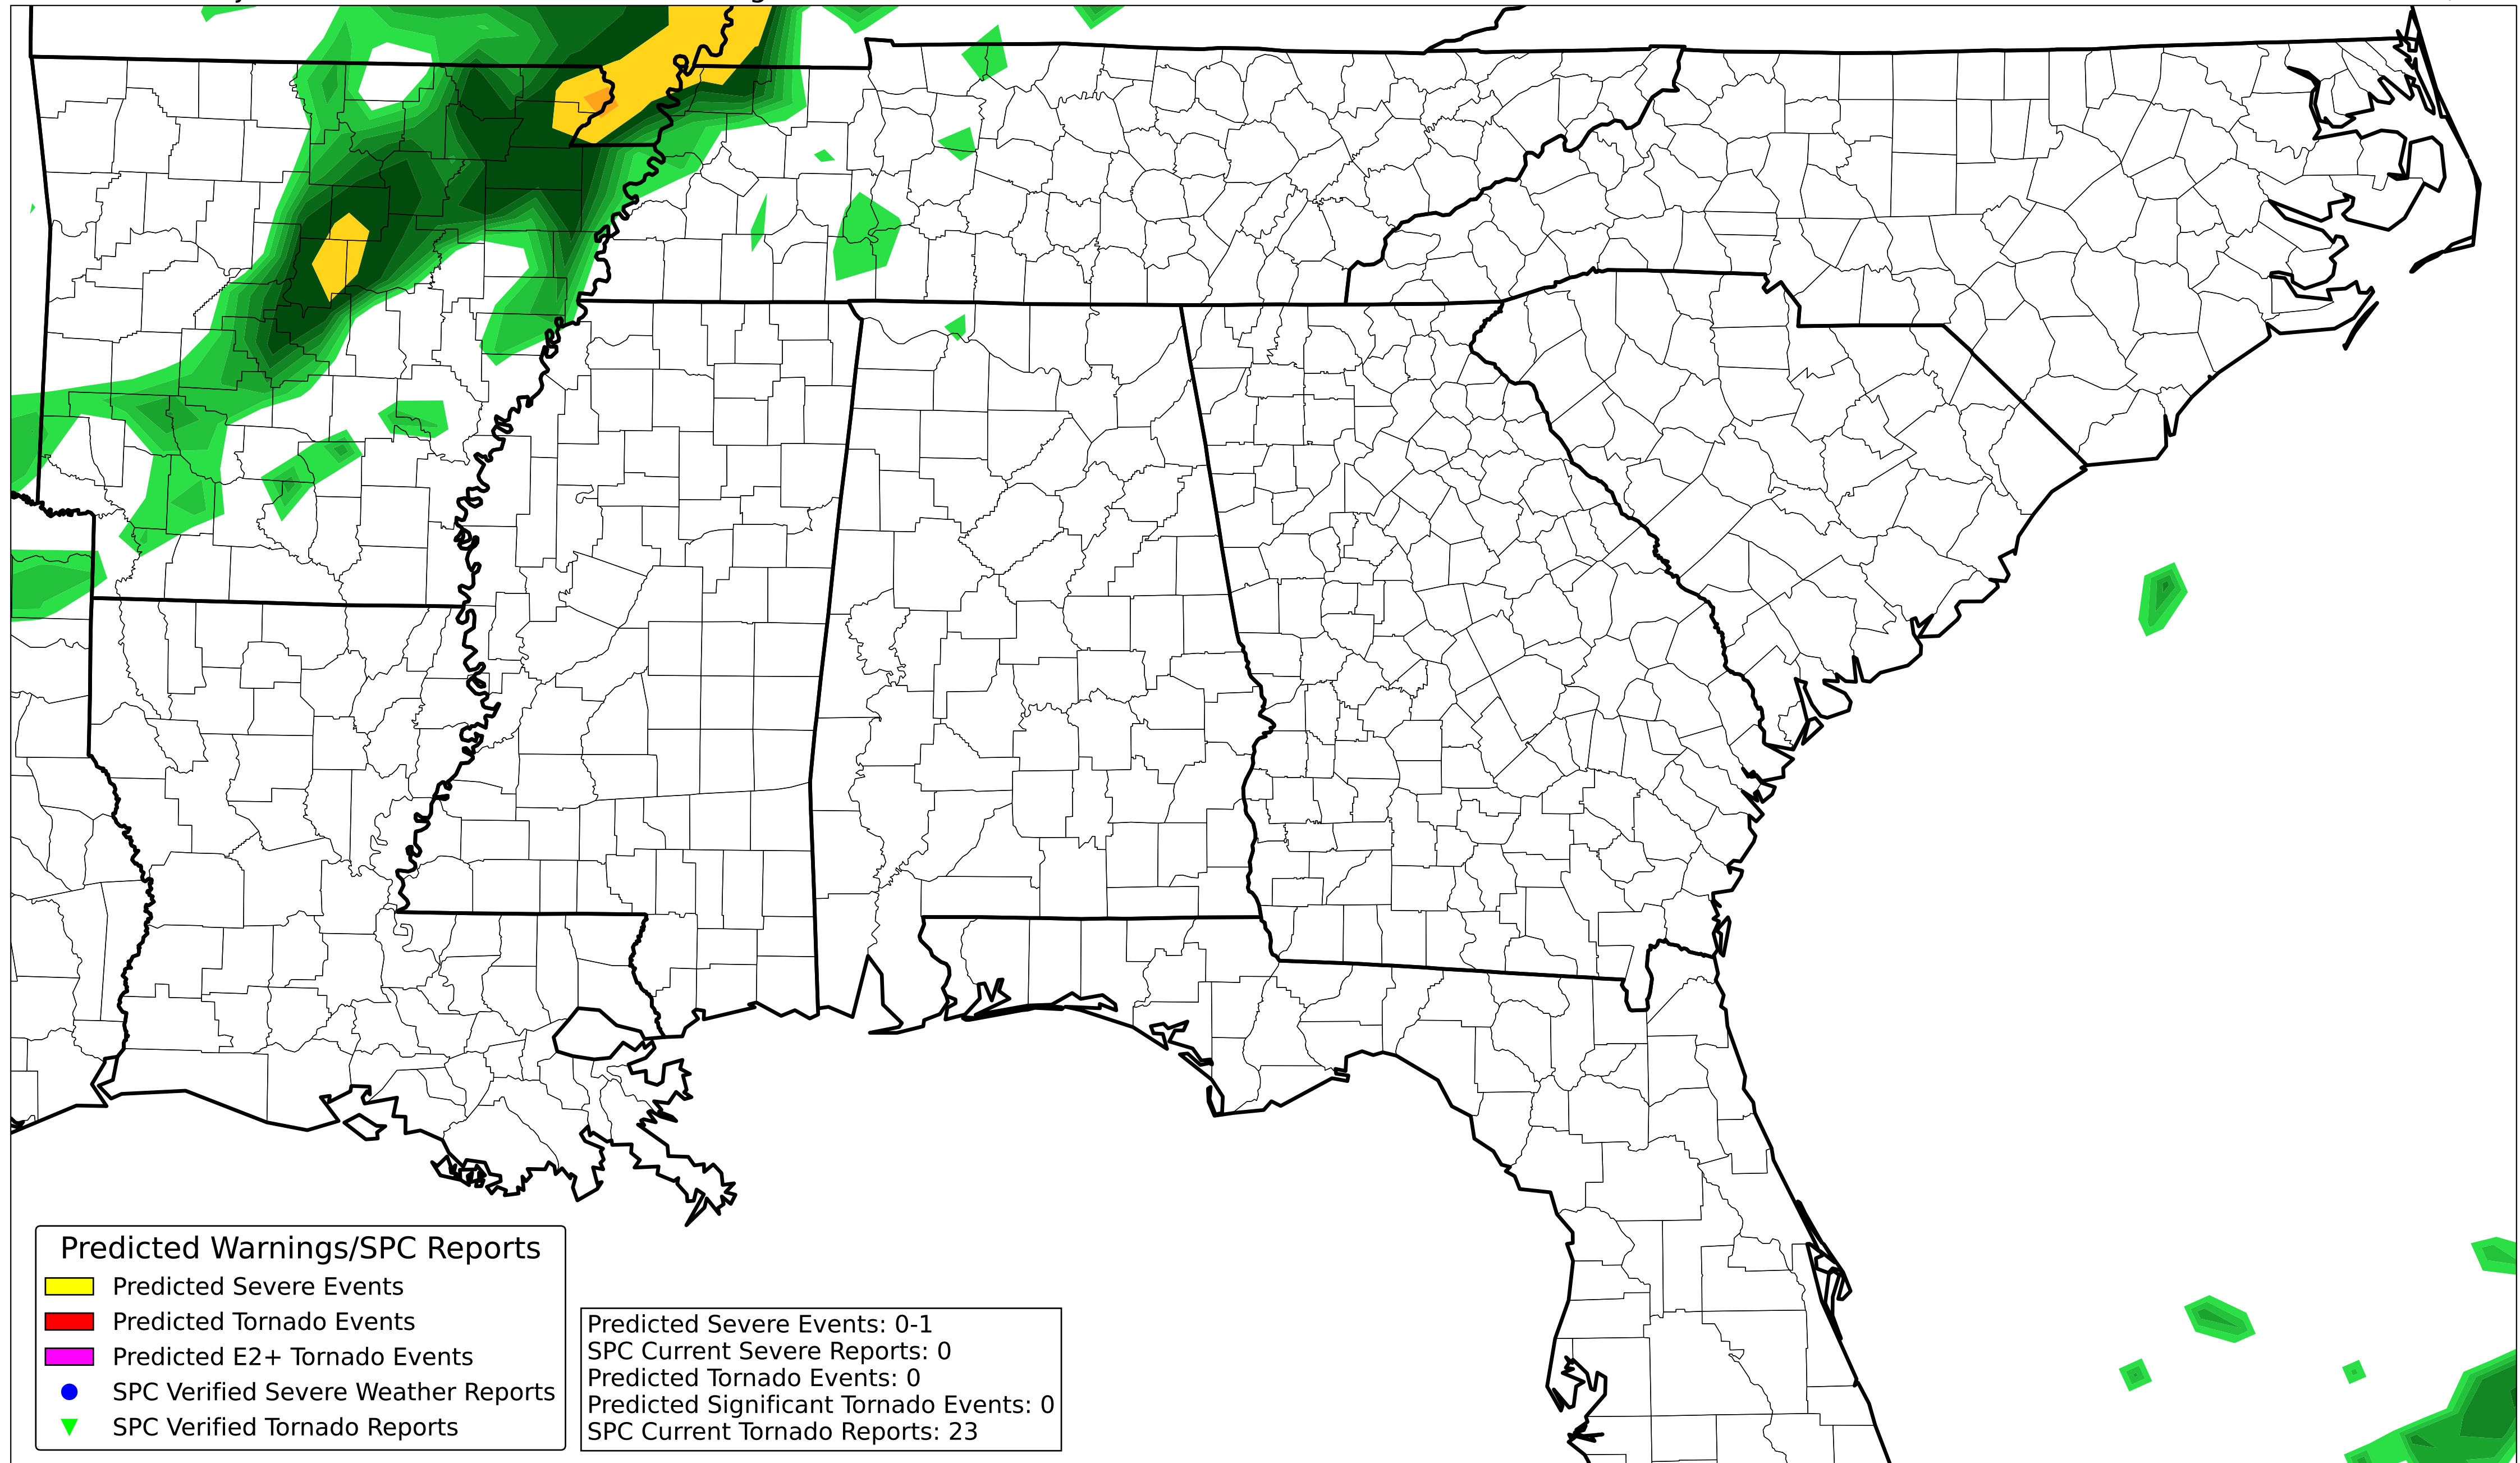 Predicted Warnings/SPC Reports
Predicted Severe Events
Predicted Tornado Events
Predicted E2+ Tornado Events
SPC Verified Severe Weather Reports
SPC Verified Tornado Reports
Predicted Severe Events: 0-1
SPC Current Severe Reports: 0
Predicted Tornado Events: 0
Predicted Significant Tornado Events: 0
SPC Current Tornado Reports: 23